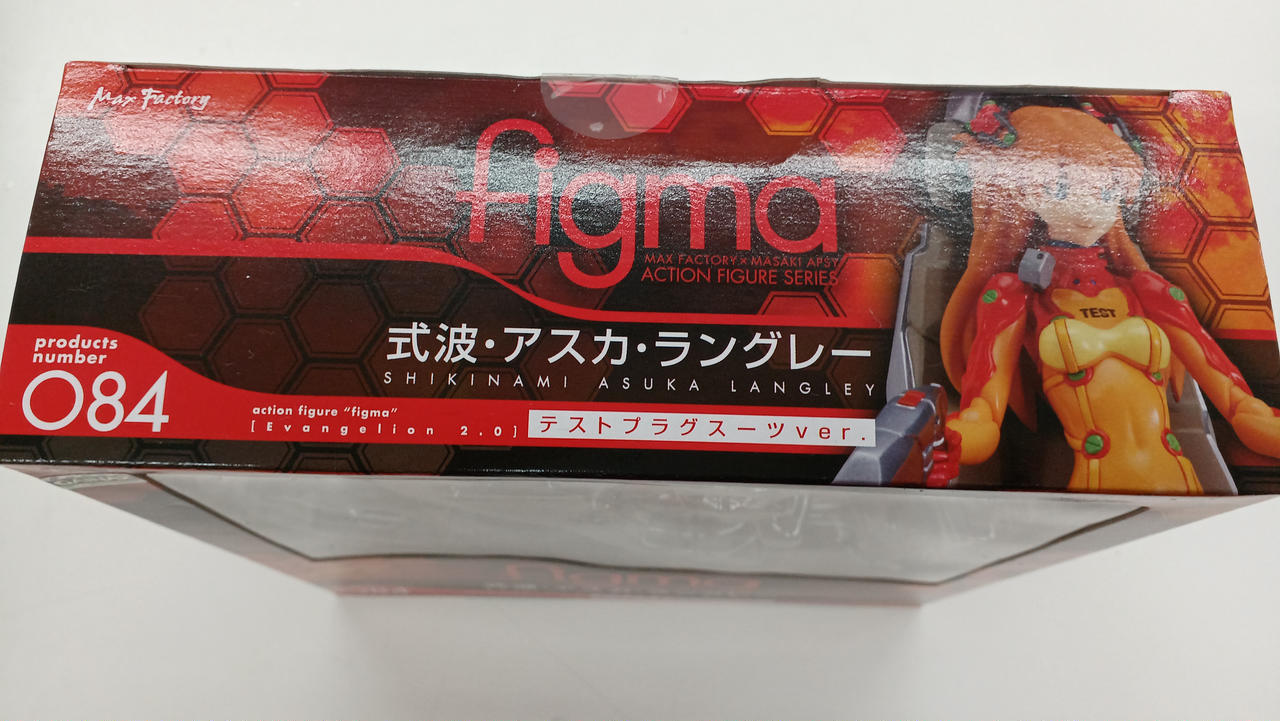 Max Factory
figma
MAX FACTORY × MASAKI APSY
ACTION FIGURE SERIES
TEST
式波・アスカ・ラングレー
SHIKINAMI ASUKA LANGLEY
products
number
084
action figure "figma"
[Evangelion 2.0]
テストプラグスーツver.
figma